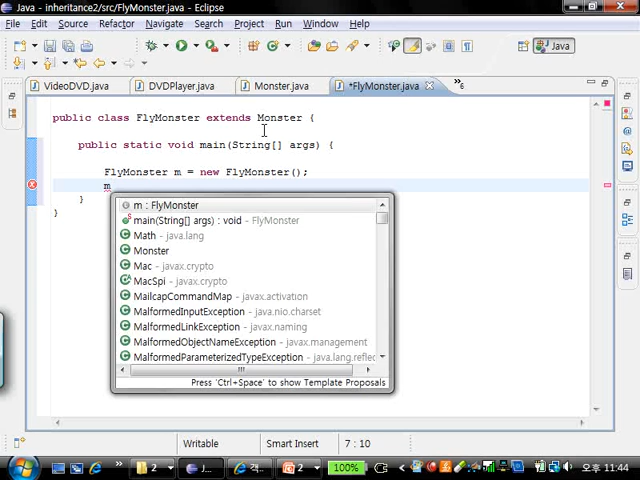 Java - inheritance2/src/FlyMonster.java - Eclipse
File Edit Source Refactor Navigate Search Project Run Window Help
Java
VideoDVD.java DVDPlayer.java Monster.java *FlyMonster.java »6
public class FlyMonster extends Monster {
public static void main(String[] args) {
FlyMonster m = new FlyMonster();
m
}
}
m : FlyMonster
main(String[] args) : void - FlyMonster
Math - java.lang
Monster
Mac - javax.crypto
MacSpi - javax.crypto
MailcapCommandMap - javax.activation
MalformedInputException - java.nio.charset
MalformedLinkException - javax.naming
MalformedObjectNameException - javax.management
MalformedParameterizedTypeException - java.lang.reflec
Press 'Ctrl+Space' to show Template Proposals
Writable Smart Insert 7 : 10
2 J... 객... 2 100% 오후 11:44